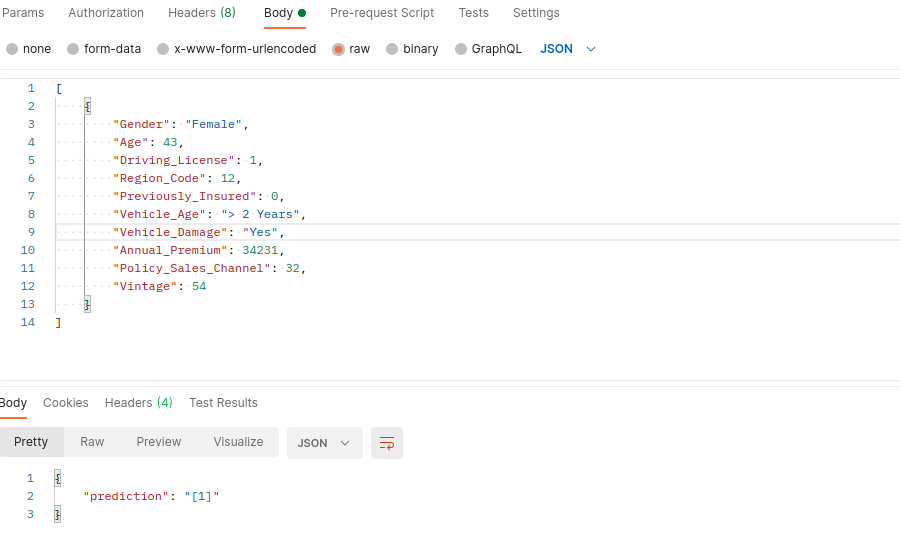 Params Authorization Headers (8) Body Pre-request Script Tests Settings
none form-data x-www-form-urlencoded raw binary GraphQL JSON
1 [
2 {
3 "Gender": "Female",
4 "Age": 43,
5 "Driving_License": 1,
6 "Region_Code": 12,
7 "Previously_Insured": 0,
8 "Vehicle_Age": "> 2 Years",
9 "Vehicle_Damage": "Yes",
10 "Annual_Premium": 34231,
11 "Policy_Sales_Channel": 32,
12 "Vintage": 54
13 }
14 ]
Body Cookies Headers (4) Test Results
Pretty Raw Preview Visualize JSON
1 {
2 "prediction": "[1]"
3 }